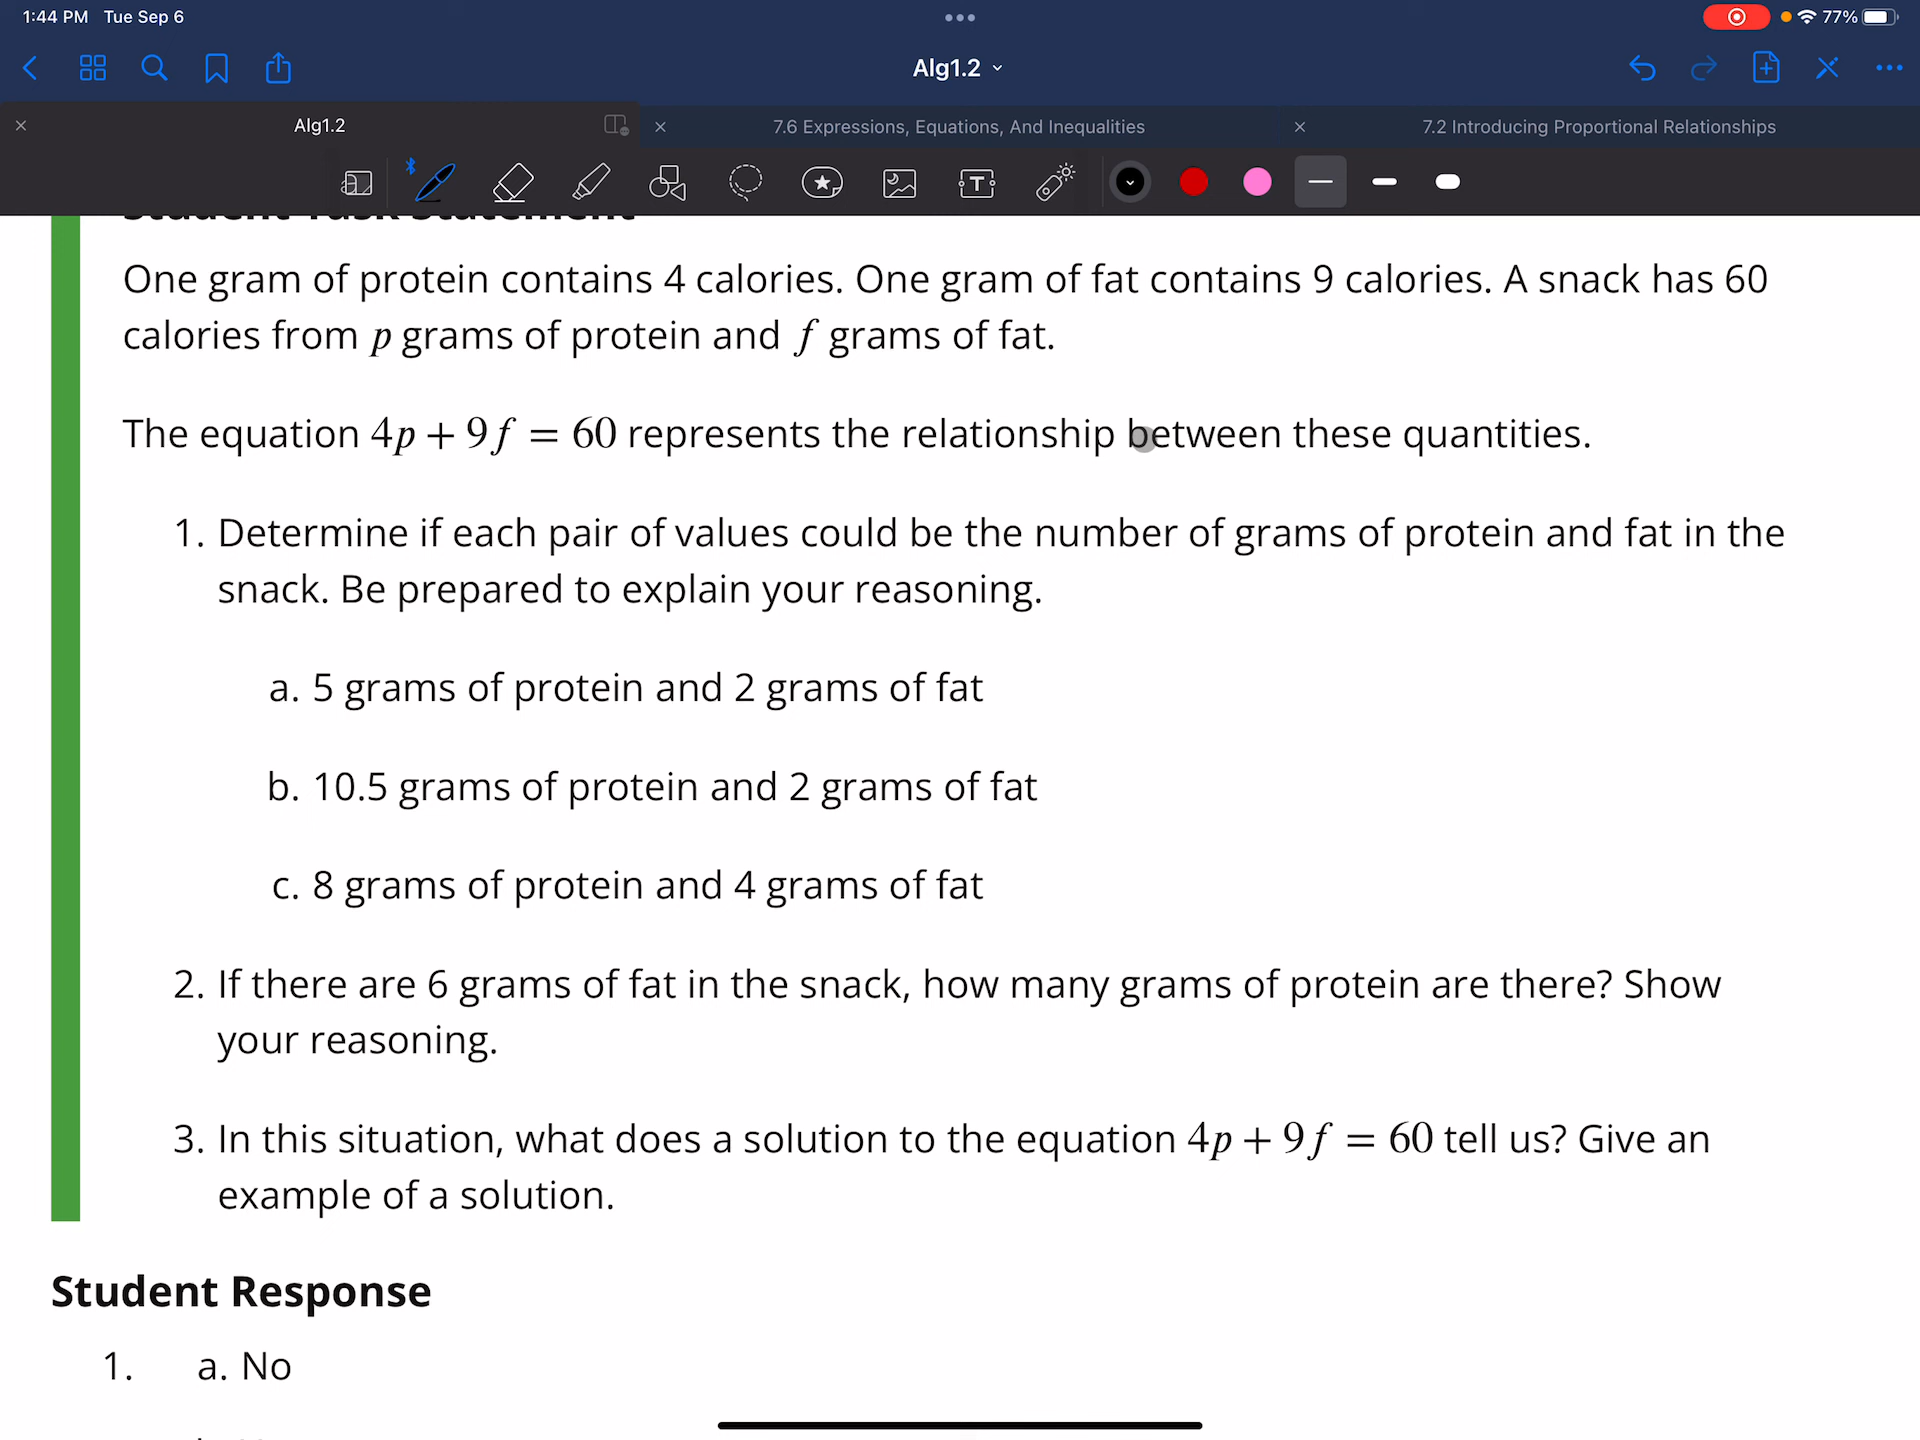 1:44 PM Tue Sep 6
77%
Alg1.2
Alg1.2
7.6 Expressions, Equations, And Inequalities
7.2 Introducing Proportional Relationships
Student Task Statement
One gram of protein contains 4 calories. One gram of fat contains 9 calories. A snack has 60
calories from p grams of protein and f grams of fat.
The equation 4p + 9f = 60 represents the relationship between these quantities.
1. Determine if each pair of values could be the number of grams of protein and fat in the
snack. Be prepared to explain your reasoning.
a. 5 grams of protein and 2 grams of fat
b. 10.5 grams of protein and 2 grams of fat
c. 8 grams of protein and 4 grams of fat
2. If there are 6 grams of fat in the snack, how many grams of protein are there? Show
your reasoning.
3. In this situation, what does a solution to the equation 4p + 9f = 60 tell us? Give an
example of a solution.
Student Response
1. a. No